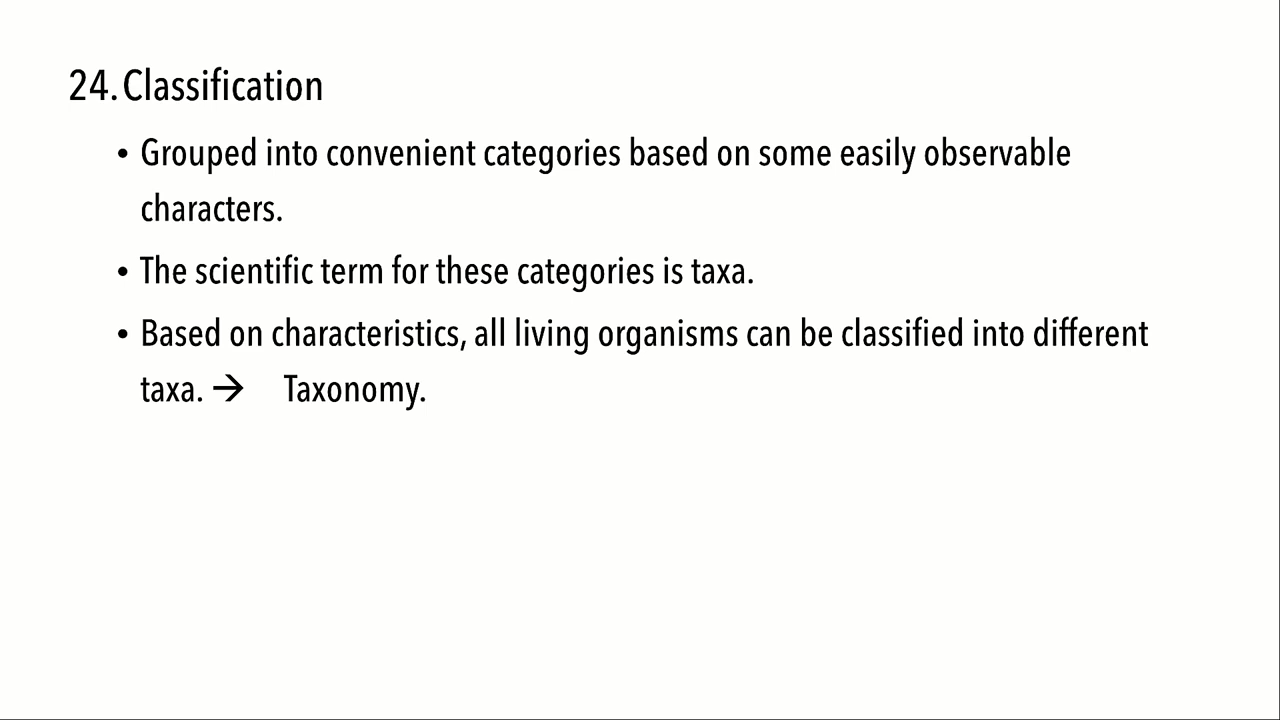 24. Classification
• Grouped into convenient categories based on some easily observable
characters.
• The scientific term for these categories is taxa.
• Based on characteristics, all living organisms can be classified into different
taxa. → Taxonomy.